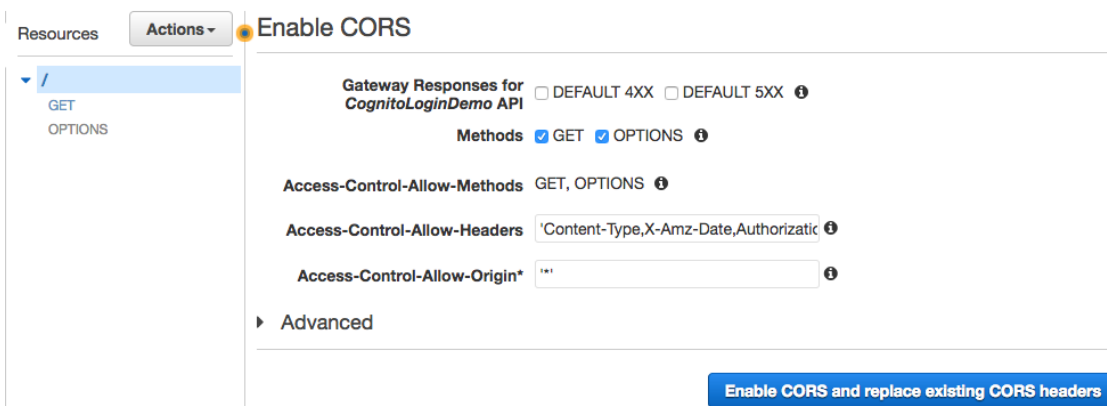 Resources
Actions
/
GET
OPTIONS
Enable CORS
Gateway Responses for
CognitoLoginDemo API
DEFAULT 4XX DEFAULT 5XX
Methods GET OPTIONS
Access-Control-Allow-Methods GET, OPTIONS
Access-Control-Allow-Headers 'Content-Type,X-Amz-Date,Authorizatic
Access-Control-Allow-Origin* '*'
Advanced
Enable CORS and replace existing CORS headers